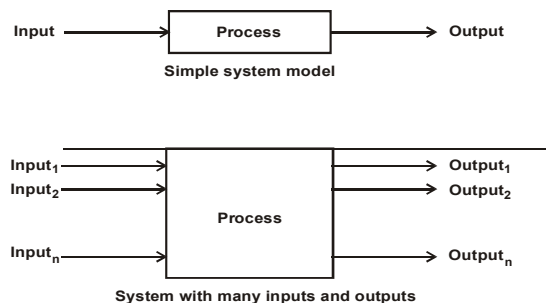 Input Process Output
Simple system model
Input1 Output1
Input2 Output2
Process
Inputn Outputn
System with many inputs and outputs